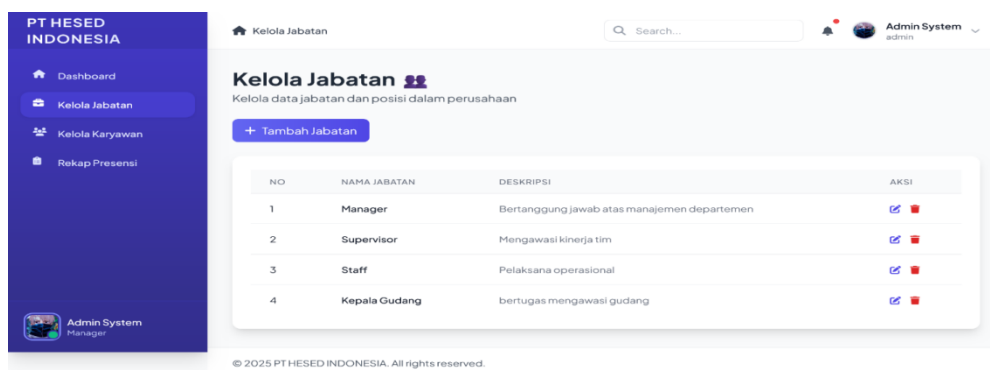 PT HESED
INDONESIA
Dashboard
Kelola Jabatan
Kelola Karyawan
Rekap Presensi
Admin System
Manager
Kelola Jabatan
Search...
Admin System
admin
Kelola Jabatan
Kelola data jabatan dan posisi dalam perusahaan
+ Tambah Jabatan
NO NAMA JABATAN DESKRIPSI AKSI
1 Manager Bertanggung jawab atas manajemen departemen
2 Supervisor Mengawasi kinerja tim
3 Staff Pelaksana operasional
4 Kepala Gudang bertugas mengawasi gudang
© 2025 PT HESED INDONESIA. All rights reserved.